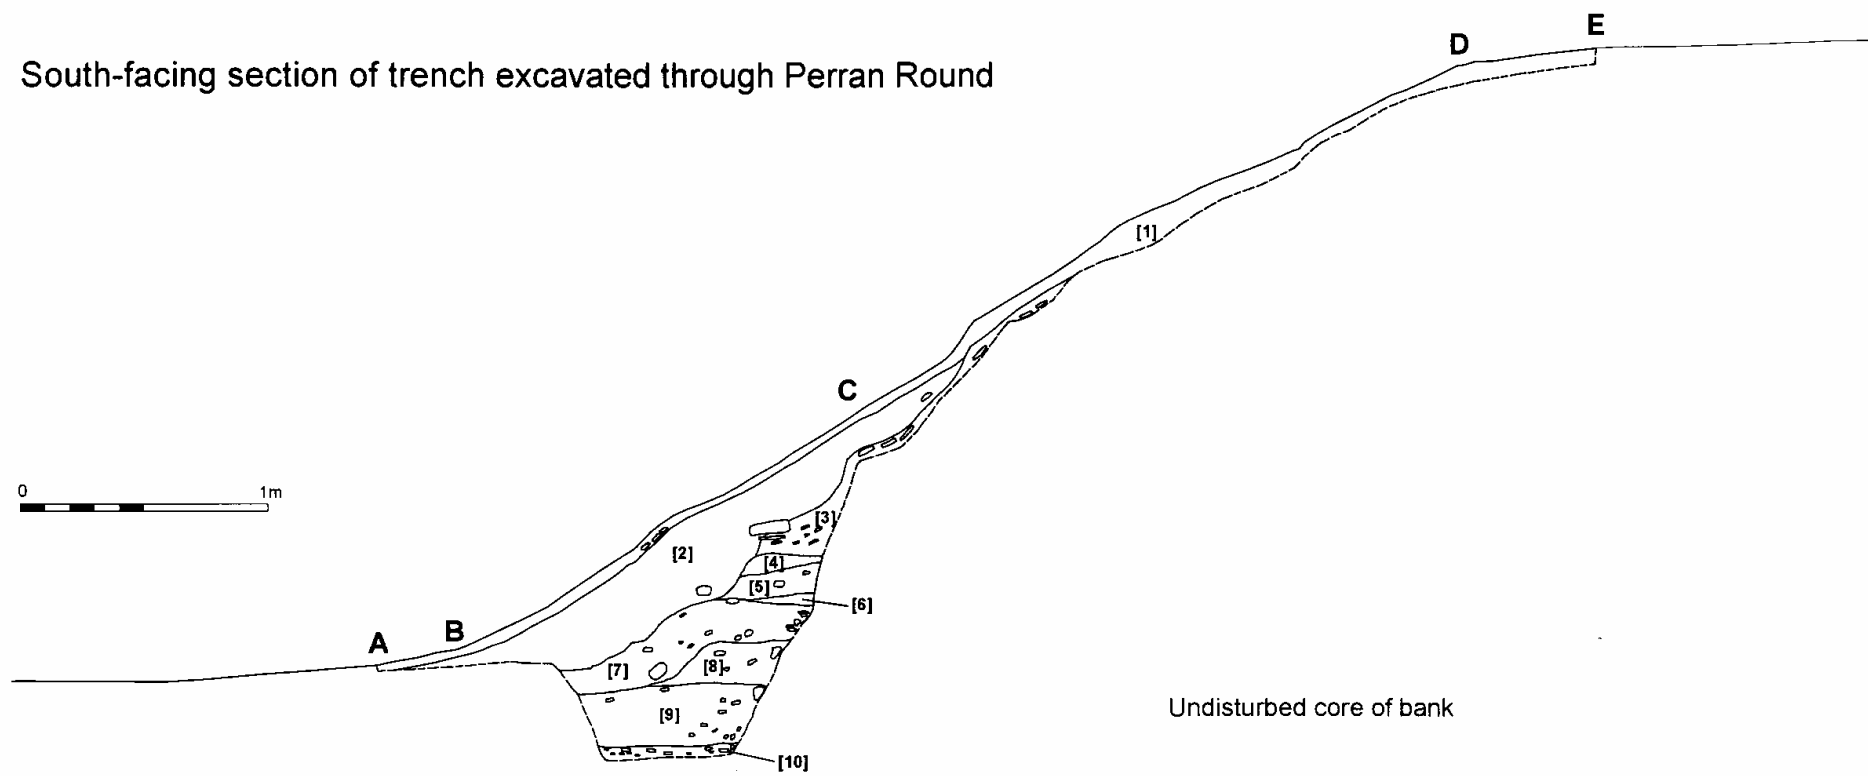 D
E
South-facing section of trench excavated through Perran Round
[1]
C
0
1m
[3]
[2]
[4]
[5]
[6]
B
A
[7]
[8]
[9]
Undisturbed core of bank
[10]